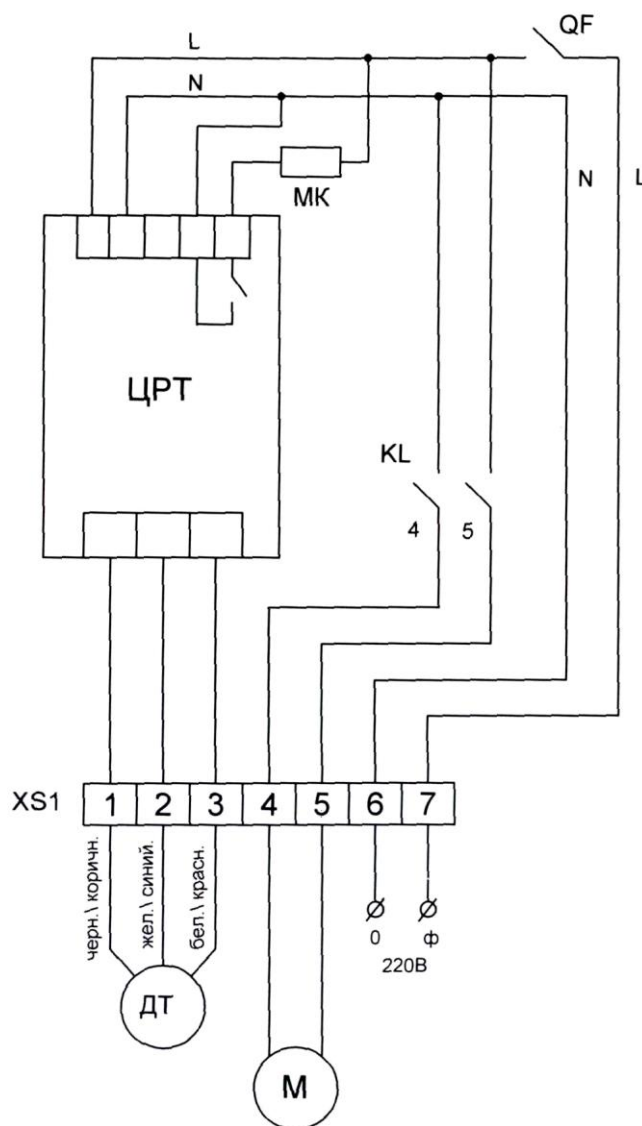 QF
L
N
N
L
МК
ЦРТ
KL
4
5
XS1
1
2
3
4
5
6
7
черн.\ коричн.
жел.\ синий.
бел.\ красн.
0
ф
220В
ДТ
М